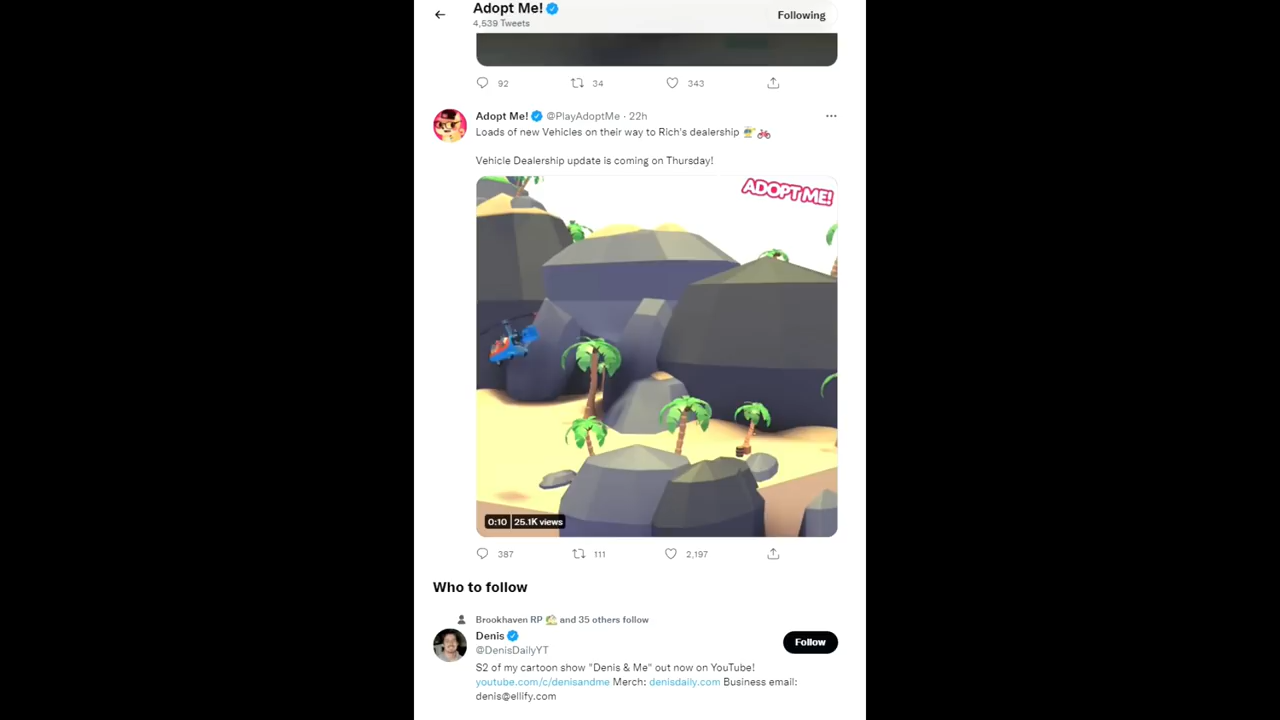 Adopt Me!
4,539 Tweets
Following
92 34 343
Adopt Me! @PlayAdoptMe · 22h
Loads of new Vehicles on their way to Rich's dealership
Vehicle Dealership update is coming on Thursday!
ADOPT ME!
0:10 25.1K views
387 111 2,197
Who to follow
Brookhaven RP and 35 others follow
Denis
@DenisDailyYT
Follow
S2 of my cartoon show "Denis & Me" out now on YouTube!
youtube.com/c/denisandme Merch: denisdaily.com Business email:
denis@ellify.com